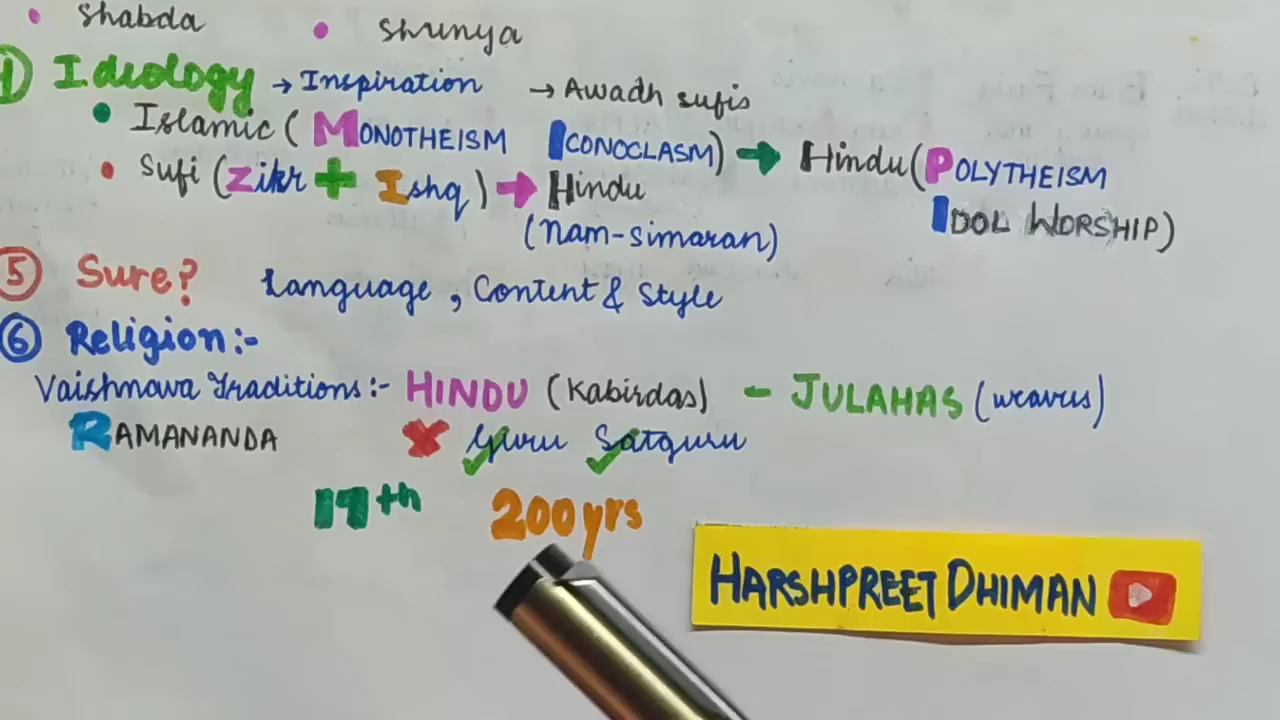 • Shabda • Shunya
4) Ideology → Inspiration → Awadh sufis
• Islamic (MONOTHEISM ICONOCLASM) → Hindu (POLYTHEISM
IDOL WORSHIP)
• Sufi (Zikr + Ishq) → Hindu
(Nam-simaran)
5 Sure? Language, Content & Style
6 Religion:-
Vaishnava Traditions:- HINDU (Kabirdas) - JULAHAS (weavers)
RAMANANDA ✗ Guru ✓ Satguru ✓
17th 200yrs
HARSHPREET DHIMAN